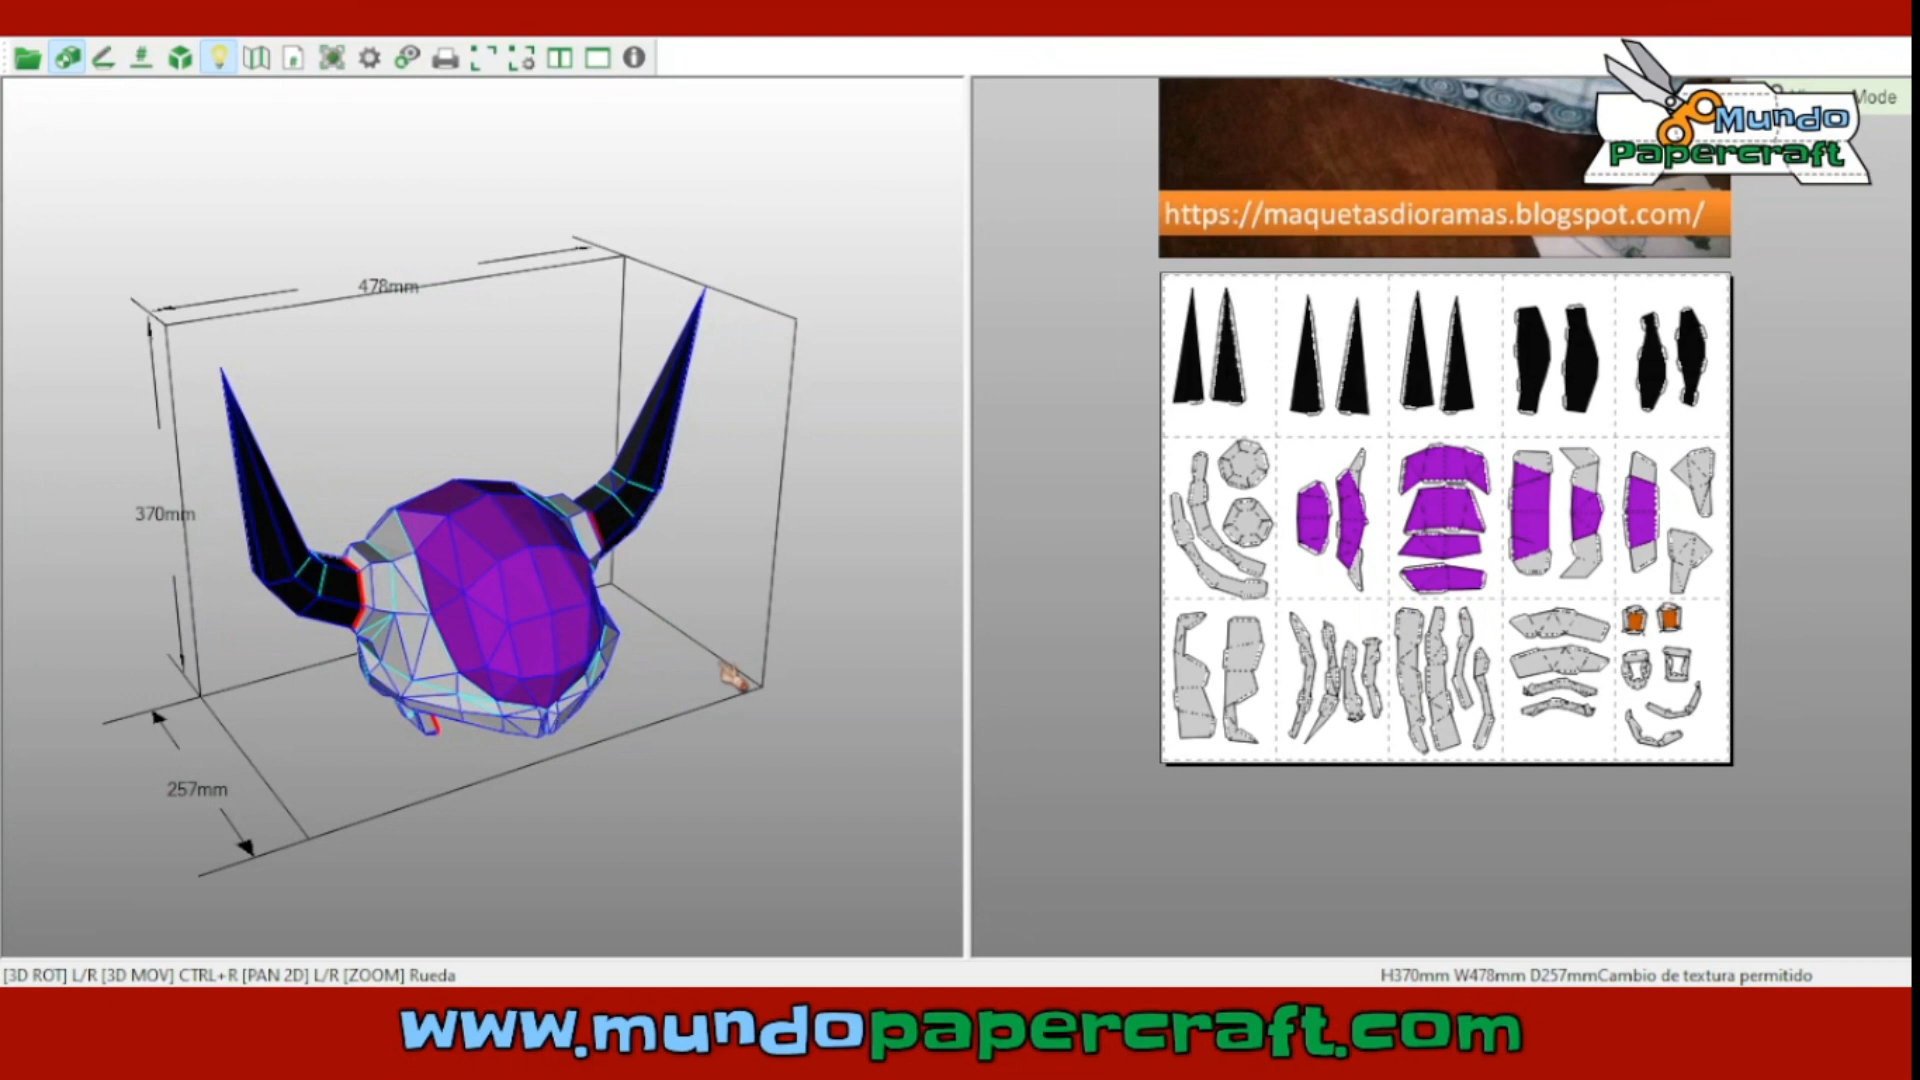 Mundo
Mode
Papercraft
https://maquetasdioramas.blogspot.com/
478mm
370mm
257mm
[3D ROT] L/R [3D MOV] CTRL+R [PAN 2D] L/R [ZOOM] Rueda
H370mm W478mm D257mmCambio de textura permitido
www.mundopapercraft.com